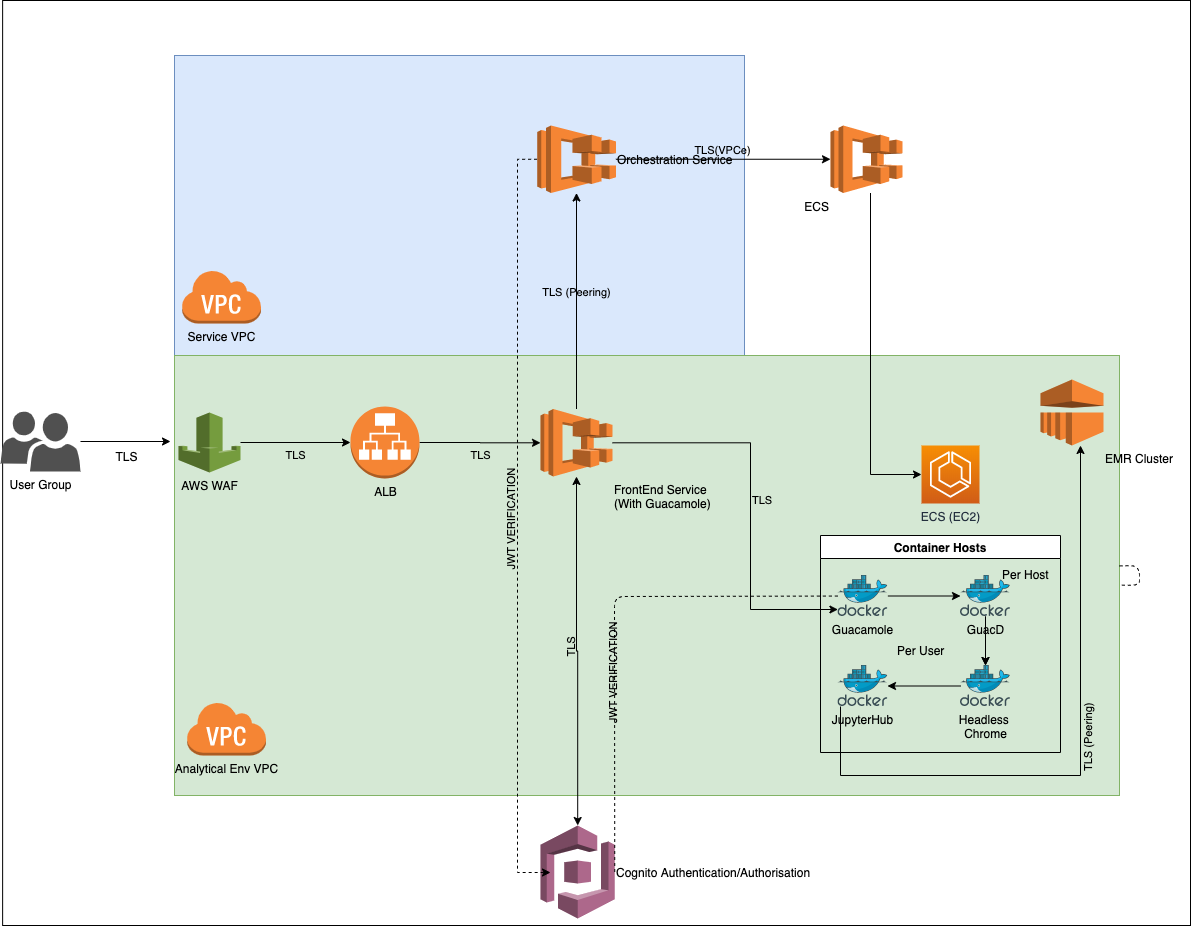 TLS(VPCe)
Orchestration Service
ECS
TLS (Peering)
VPC
Service VPC
User Group
TLS
AWS WAF
TLS
ALB
TLS
FrontEnd Service
(With Guacamole)
TLS
JWT VERIFICATION
EMR Cluster
ECS (EC2)
Container Hosts
Per Host
docker
Guacamole
docker
GuacD
Per User
docker
JupyterHub
docker
Headless
Chrome
TLS (Peering)
TLS
JWT VERIFICATION
VPC
Analytical Env VPC
Cognito Authentication/Authorisation